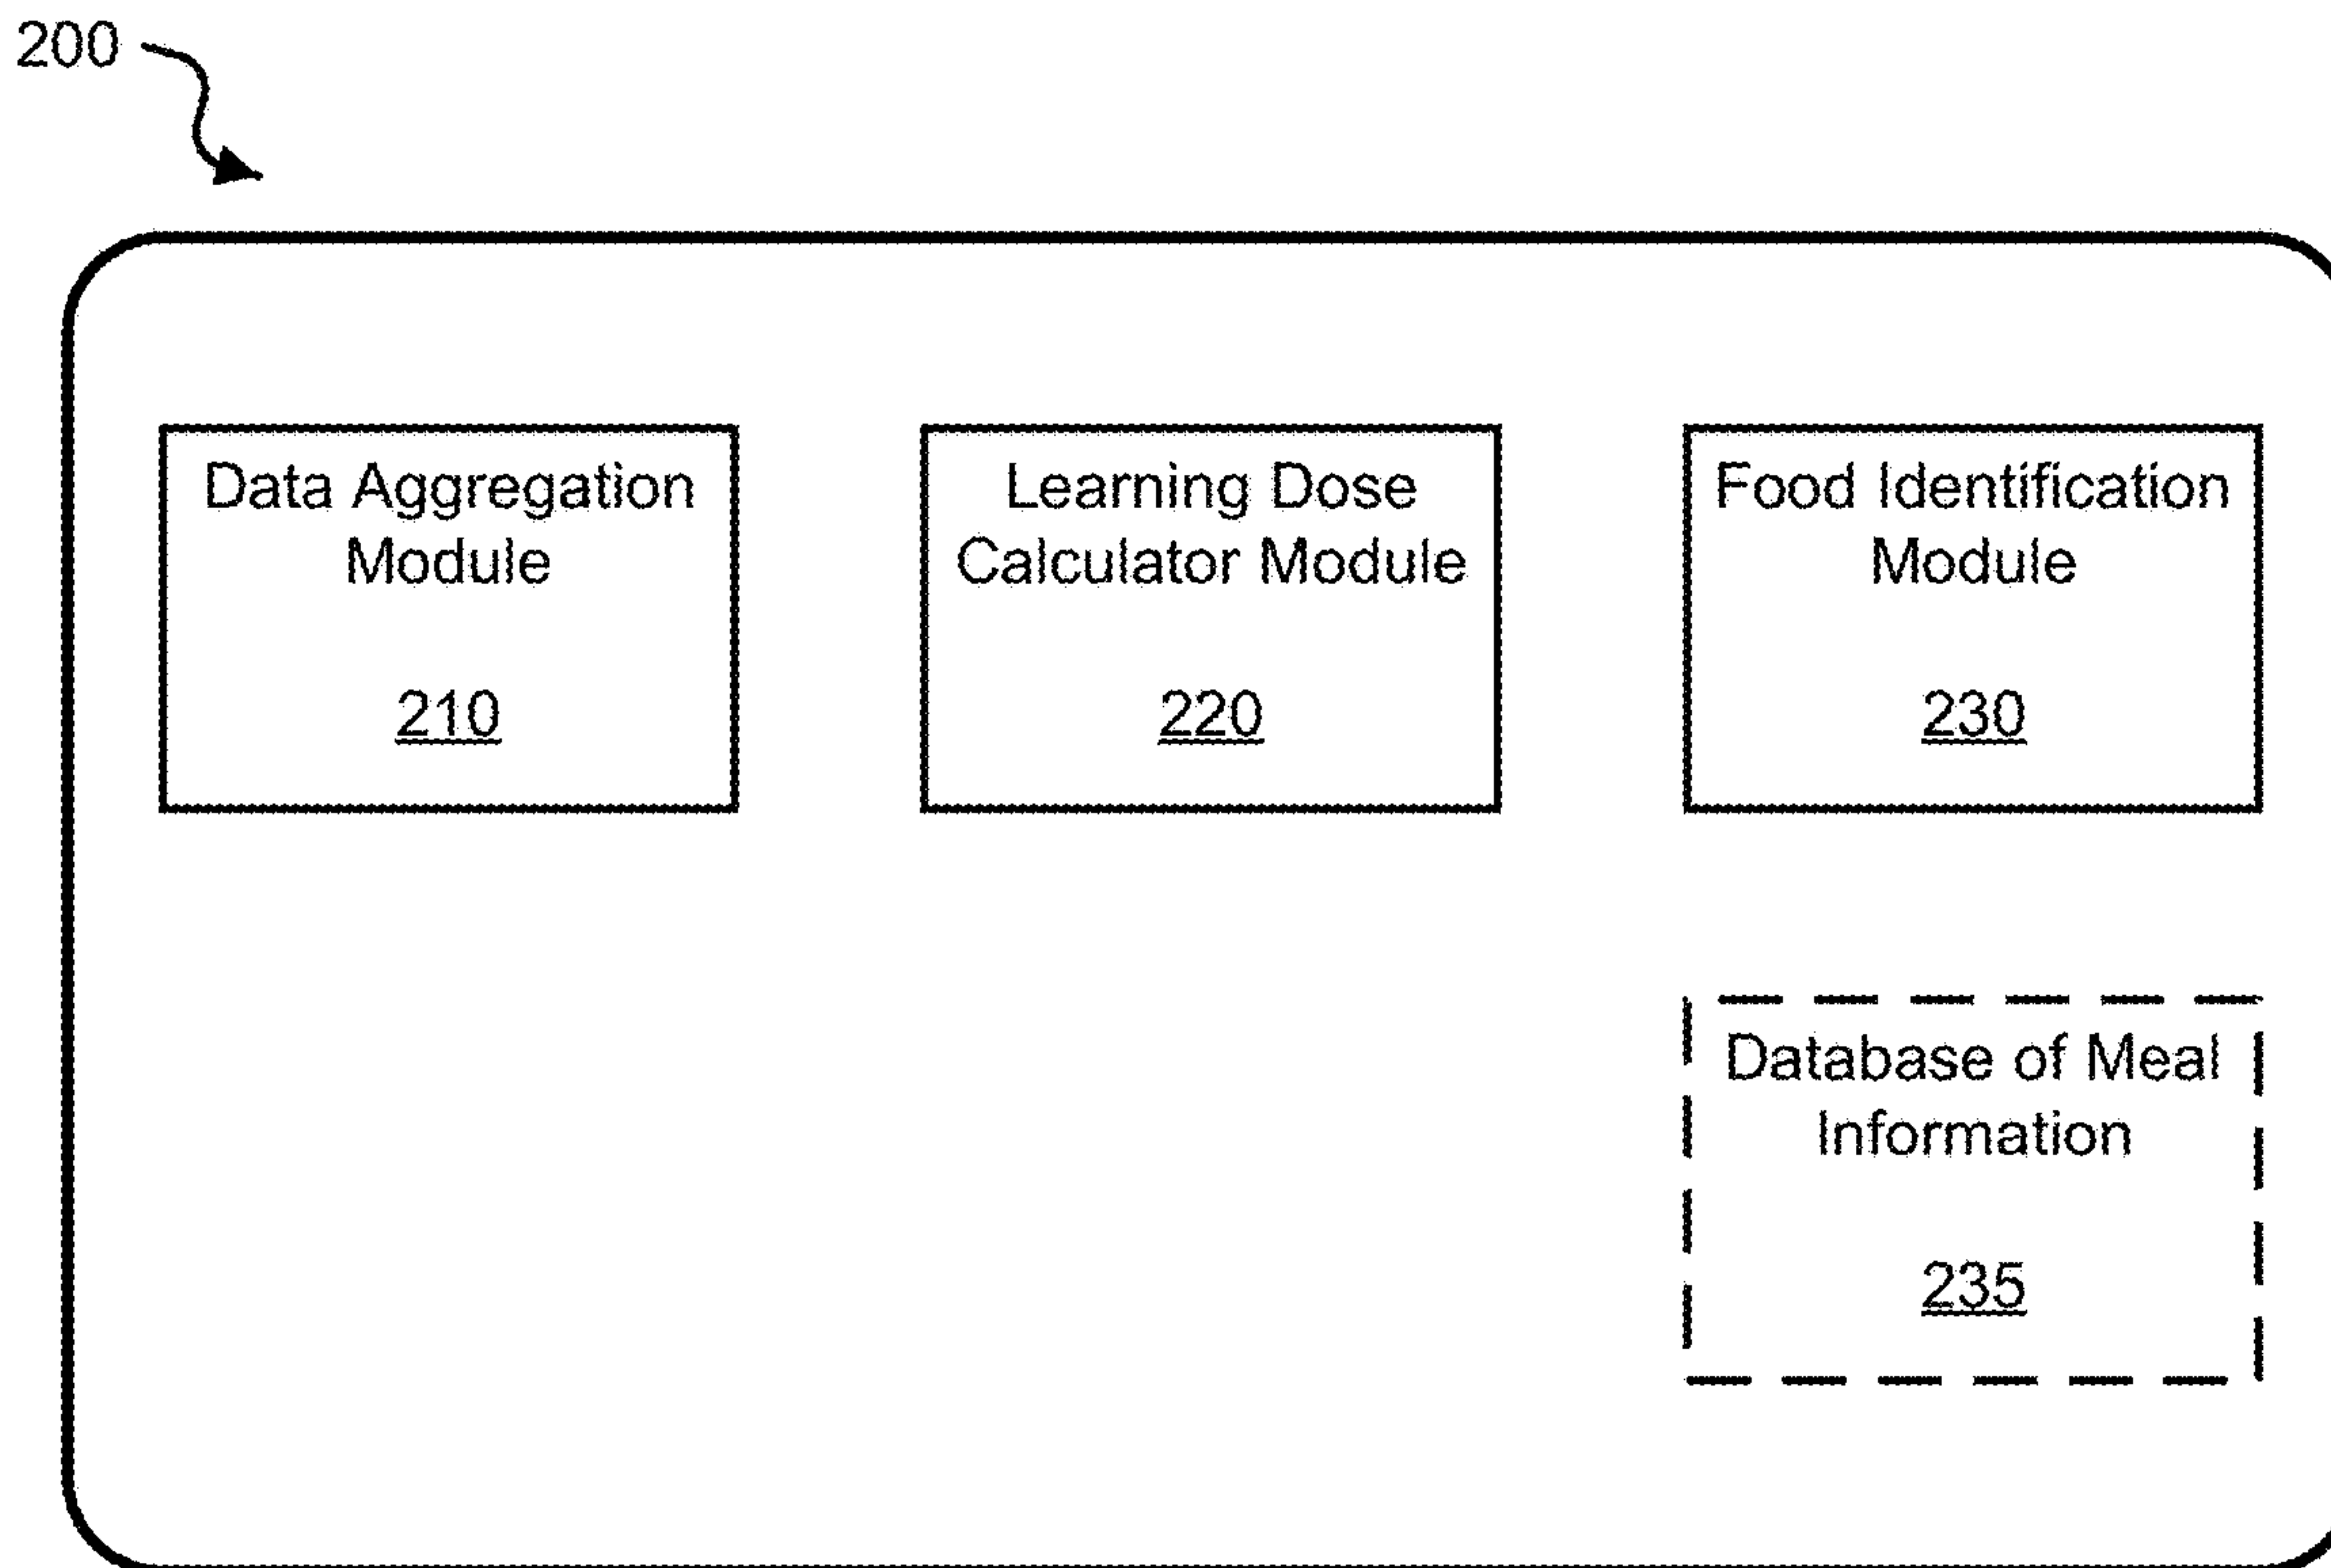 200
Data Aggregation
Module
210
Learning Dose
Calculator Module
220
Food Identification
Module
230
Database of Meal
Information
235